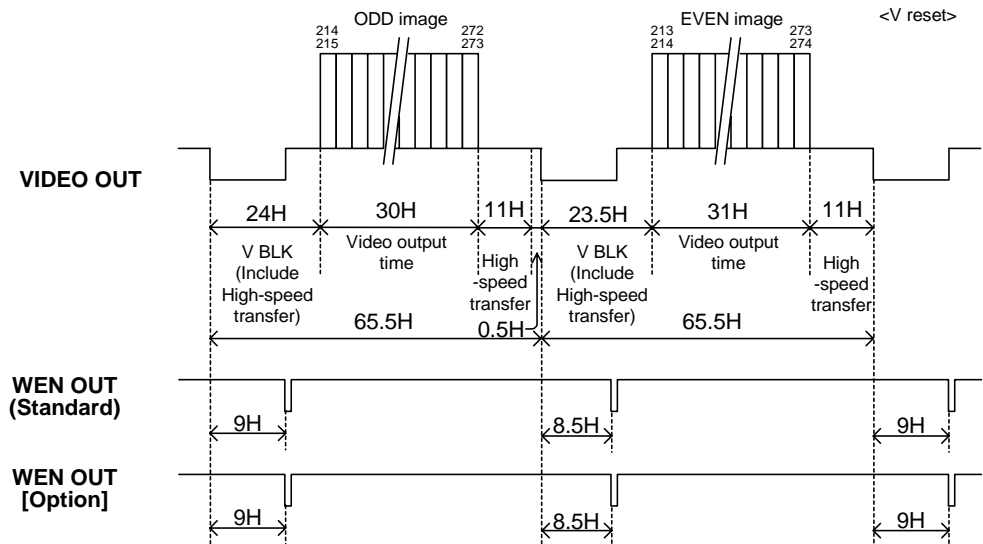 ODD image
EVEN image
<V reset>
214
215
272
273
213
214
273
274
VIDEO OUT
24H
30H
11H
23.5H
31H
11H
V BLK
(Include
High-speed
transfer)
Video output
time
High
-speed
transfer
V BLK
(Include
High-speed
transfer)
Video output
time
High
-speed
transfer
65.5H
0.5H
65.5H
WEN OUT
(Standard)
9H
8.5H
9H
WEN OUT
[Option]
9H
8.5H
9H